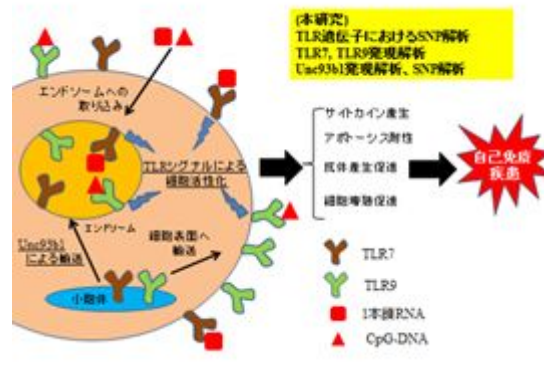 (本研究)
TLR遺伝子におけるSNP解析
TLR7, TLR9発現解析
Unc93b1発現解析、SNP解析
エンドソームへの
取り込み
TLRシグナルによる
細胞活性化
エンドソーム
Unc93b1
による輸送
細胞表面へ
輸送
小胞体
サイトカイン産生
アポトーシス耐性
抗体産生促進
細胞増殖促進
自己免疫
疾患
TLR7
TLR9
1本鎖RNA
CpG-DNA